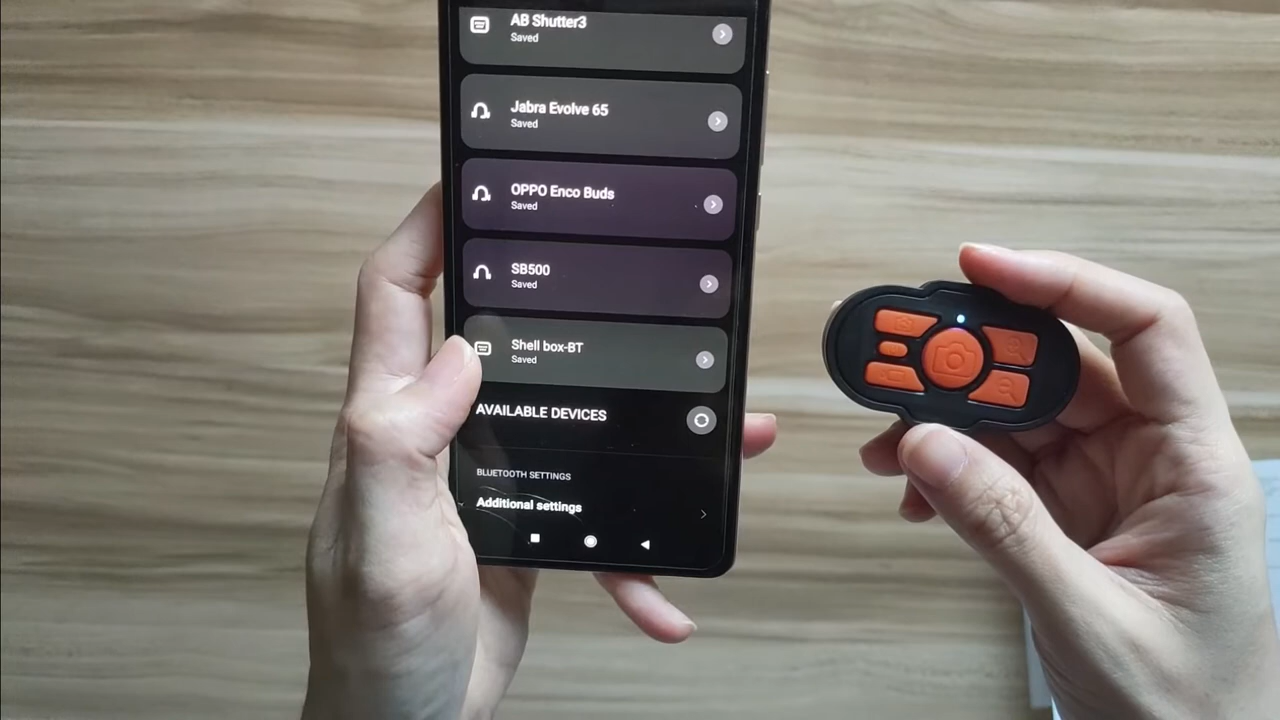 AB Shutter3
Saved
Jabra Evolve 65
Saved
OPPO Enco Buds
Saved
SB500
Saved
Shell box-BT
Saved
AVAILABLE DEVICES
BLUETOOTH SETTINGS
Additional settings